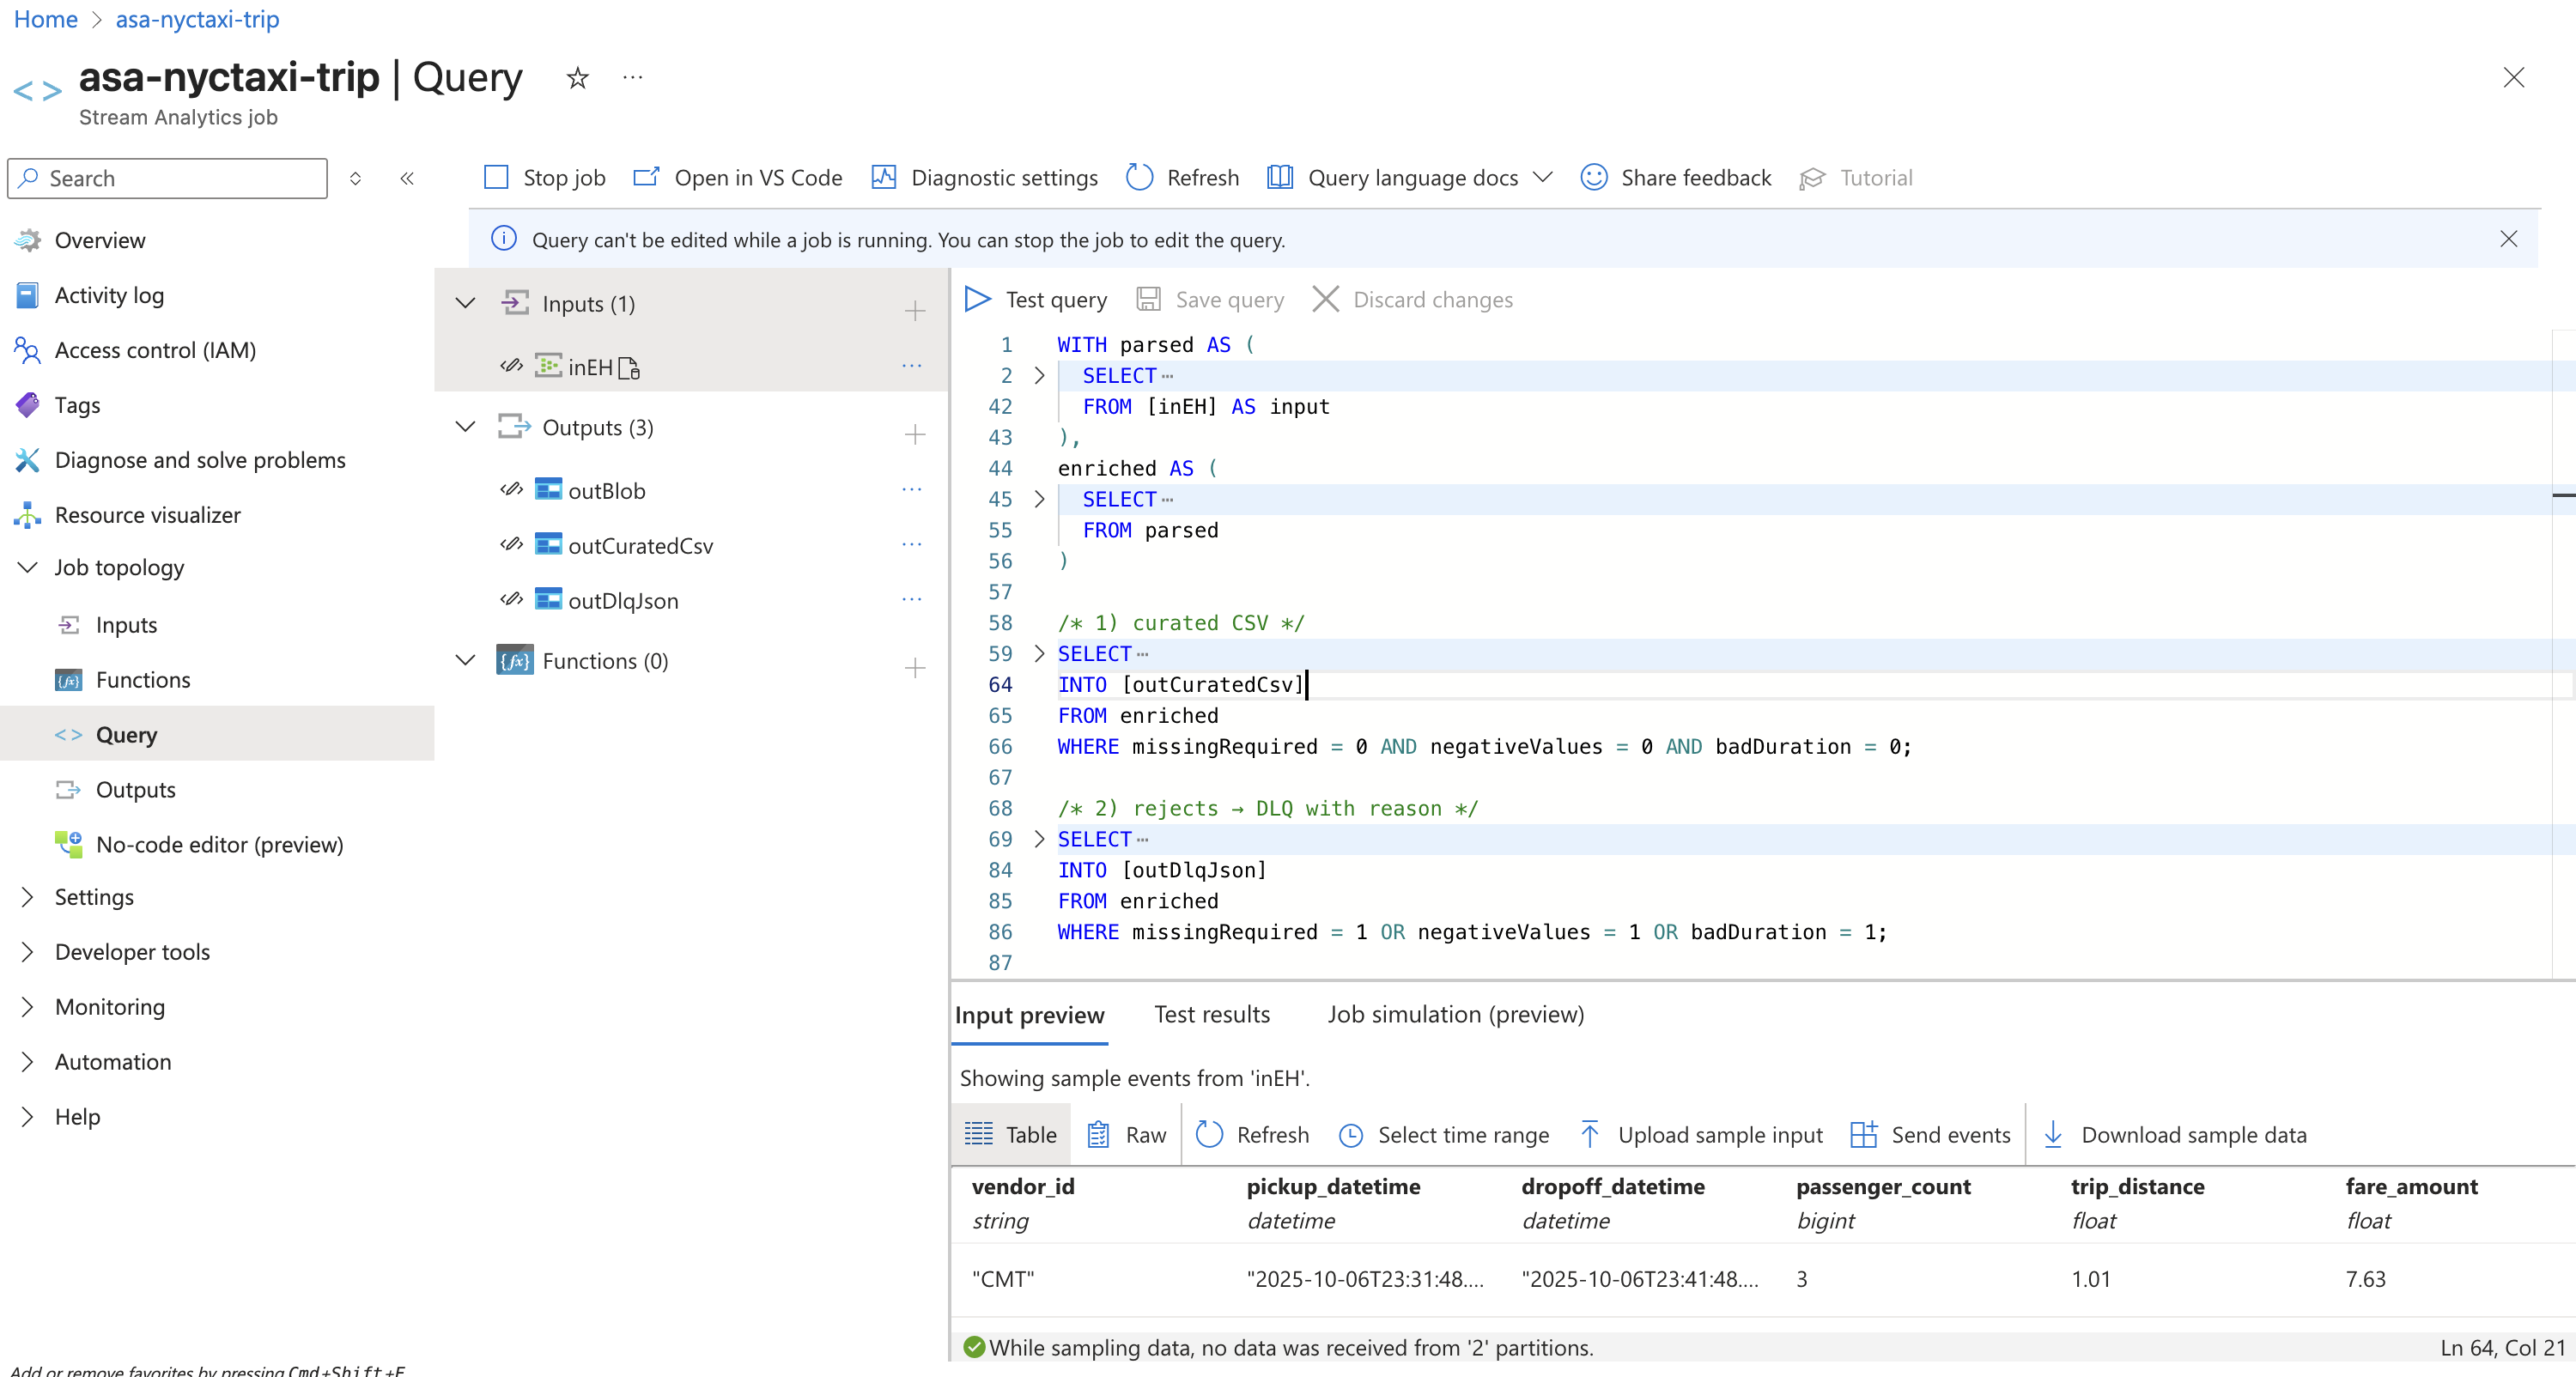 Home > asa-nyctaxi-trip
asa-nyctaxi-trip | Query
Stream Analytics job
Search
Stop job
Open in VS Code
Diagnostic settings
Refresh
Query language docs
Share feedback
Tutorial
Query can't be edited while a job is running. You can stop the job to edit the query.
Overview
Activity log
Access control (IAM)
Tags
Diagnose and solve problems
Resource visualizer
Job topology
Inputs
Functions
Query
Outputs
No-code editor (preview)
Settings
Developer tools
Monitoring
Automation
Help
Add or remove favorites by pressing Cmd+Shift+F
Inputs (1)
inEH
Outputs (3)
outBlob
outCuratedCsv
outDlqJson
Functions (0)
Test query
Save query
Discard changes
1 WITH parsed AS (
2 SELECT···
42 FROM [inEH] AS input
43 ),
44 enriched AS (
45 SELECT···
55 FROM parsed
56 )
57
58 /* 1) curated CSV */
59 SELECT···
64 INTO [outCuratedCsv]
65 FROM enriched
66 WHERE missingRequired = 0 AND negativeValues = 0 AND badDuration = 0;
67
68 /* 2) rejects → DLQ with reason */
69 SELECT···
84 INTO [outDlqJson]
85 FROM enriched
86 WHERE missingRequired = 1 OR negativeValues = 1 OR badDuration = 1;
87
Input preview
Test results
Job simulation (preview)
Showing sample events from 'inEH'.
Table
Raw
Refresh
Select time range
Upload sample input
Send events
Download sample data
vendor_id pickup_datetime dropoff_datetime passenger_count trip_distance fare_amount
string datetime datetime bigint float float
"CMT" "2025-10-06T23:31:48.... "2025-10-06T23:41:48.... 3 1.01 7.63
While sampling data, no data was received from '2' partitions.
Ln 64, Col 21